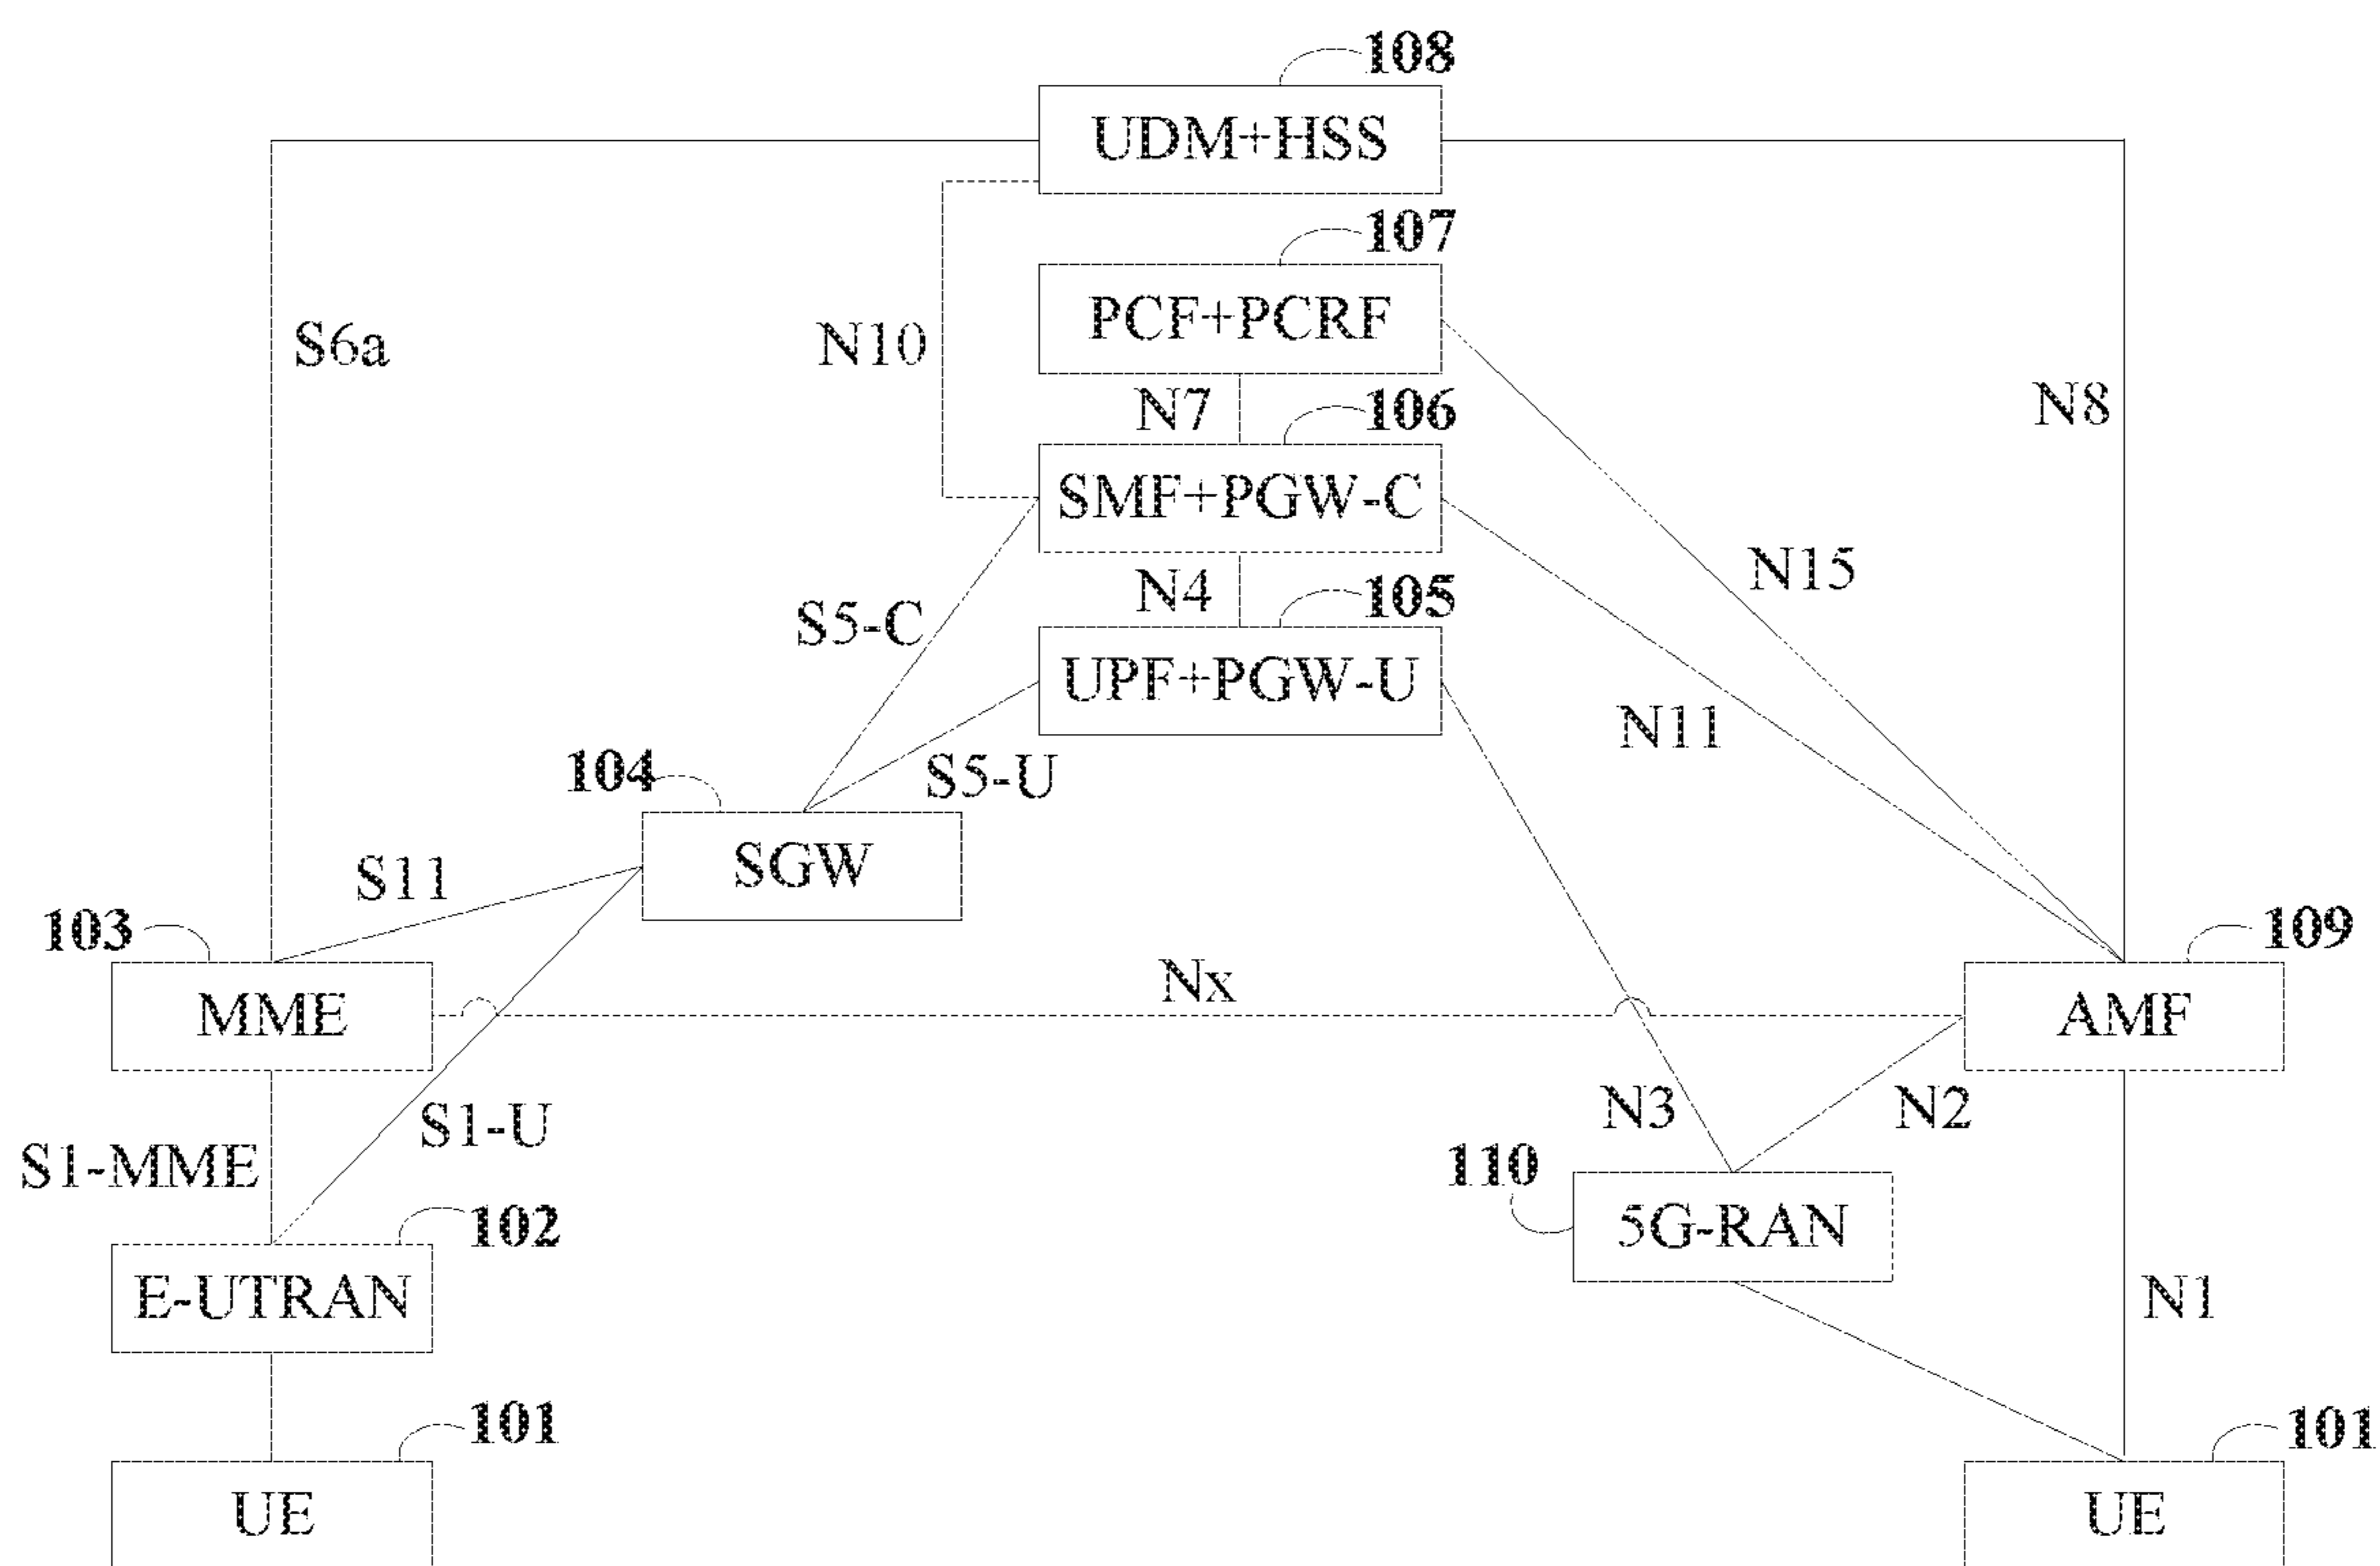 108
UDM+HSS
107
PCF+PCRF
S6a
N10
N8
N7
106
SMF+PGW-C
N15
N4
105
S5-C
UPF+PGW-U
N11
104
S5-U
SGW
S11
103
109
Nx
MME
AMF
S1-U
N3
N2
S1-MME
110
102
5G-RAN
E-UTRAN
N1
101
101
UE
UE